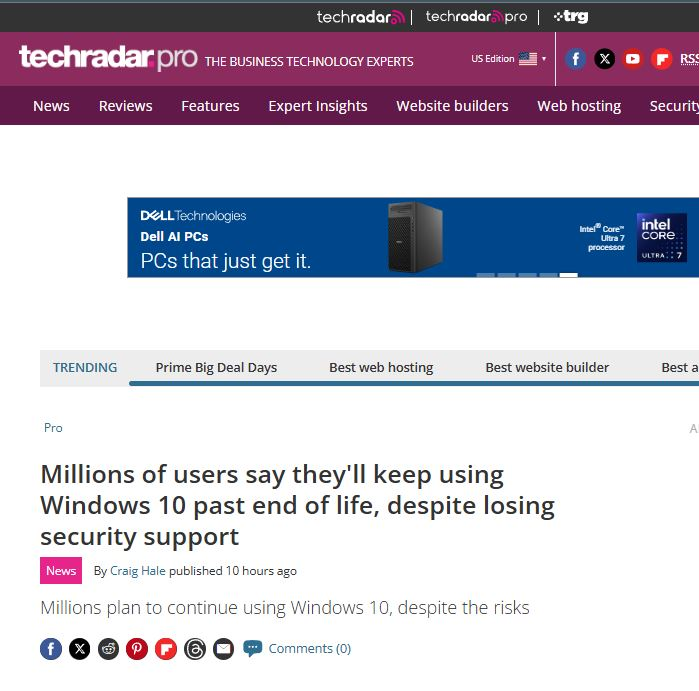 techradar
techradar pro
trg
techradar.pro THE BUSINESS TECHNOLOGY EXPERTS
US Edition
RSS
News Reviews Features Expert Insights Website builders Web hosting Security
DELLTechnologies
Dell AI PCs
PCs that just get it.
Intel® Core™
Ultra 7
processor
intel
CORE
ULTRA 7
TRENDING Prime Big Deal Days Best web hosting Best website builder Best a
Pro
A
Millions of users say they'll keep using
Windows 10 past end of life, despite losing
security support
News By Craig Hale published 10 hours ago
Millions plan to continue using Windows 10, despite the risks
Comments (0)